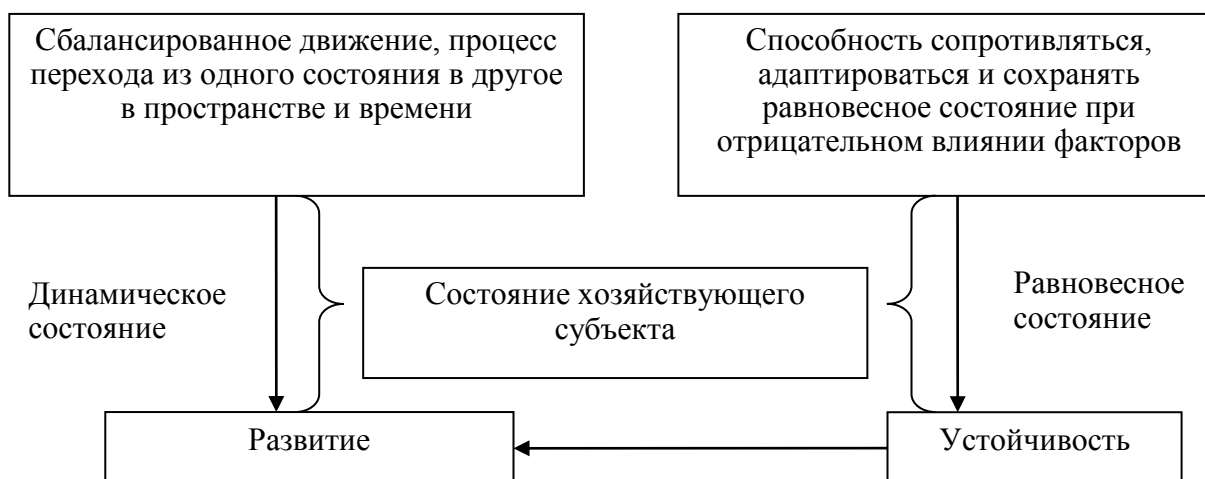 Сбалансированное движение, процесс
перехода из одного состояния в другое
в пространстве и времени
Способность сопротивляться,
адаптироваться и сохранять
равновесное состояние при
отрицательном влиянии факторов
Динамическое
состояние
Состояние хозяйствующего
субъекта
Равновесное
состояние
Развитие
Устойчивость